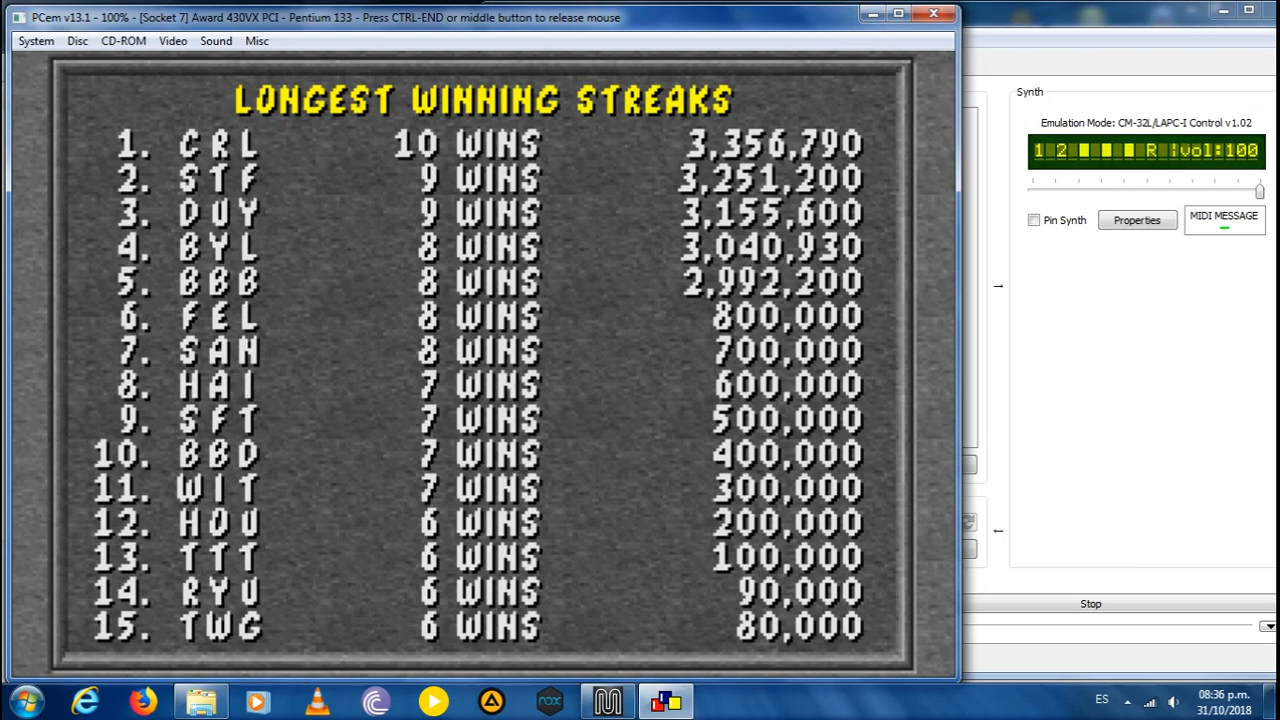 PCem v13.1 - 100% - [Socket 7] Award 430VX PCI - Pentium 133 - Press CTRL-END or middle button to release mouse
System Disc CD-ROM Video Sound Misc
LONGEST WINNING STREAKS
1. CRL 10 WINS 3,356,790
2. STF 9 WINS 3,251,200
3. DUY 9 WINS 3,155,600
4. BYL 8 WINS 3,040,930
5. BBB 8 WINS 2,992,200
6. FEL 8 WINS 800,000
7. SAN 8 WINS 700,000
8. HAI 7 WINS 600,000
9. SFT 7 WINS 500,000
10. BBD 7 WINS 400,000
11. WIT 7 WINS 300,000
12. HOU 6 WINS 200,000
13. TTT 6 WINS 100,000
14. RYU 6 WINS 90,000
15. TWG 6 WINS 80,000
Synth
Emulation Mode: CM-32L/LAPC-I Control v1.02
1 2 R |vol:100
Pin Synth Properties MIDI MESSAGE
Stop
nox
ES
08:36 p.m.
31/10/2018